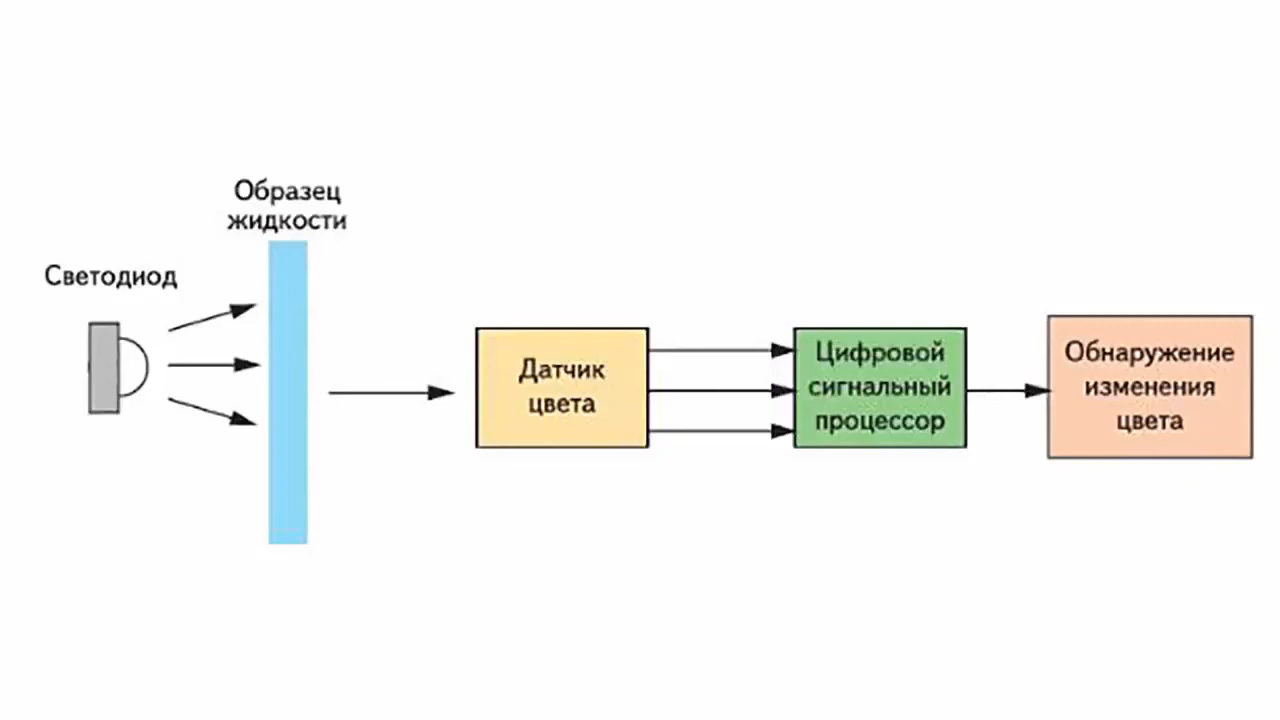 Образец
жидкости
Светодиод
Датчик
цвета
Цифровой
сигнальный
процессор
Обнаружение
изменения
цвета